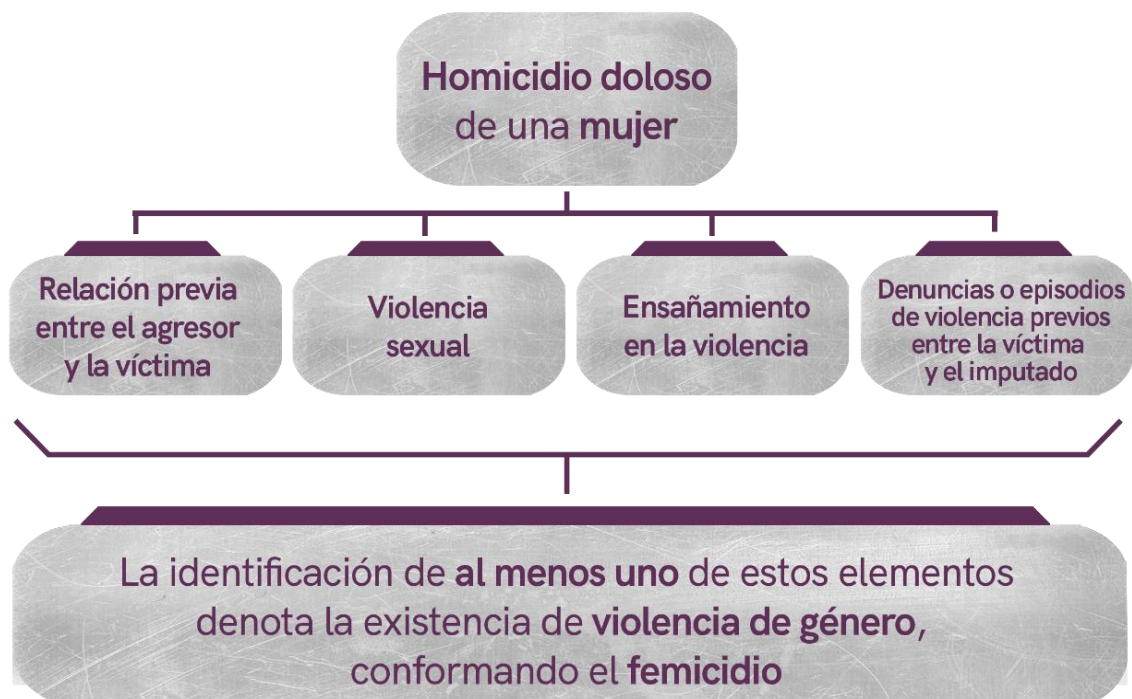 Homicidio doloso
de una mujer
Relación previa
entre el agresor
y la víctima
Violencia
sexual
Ensañamiento
en la violencia
Denuncias o episodios
de violencia previos
entre la víctima
y el imputado
La identificación de al menos uno de estos elementos
denota la existencia de violencia de género,
conformando el femicidio